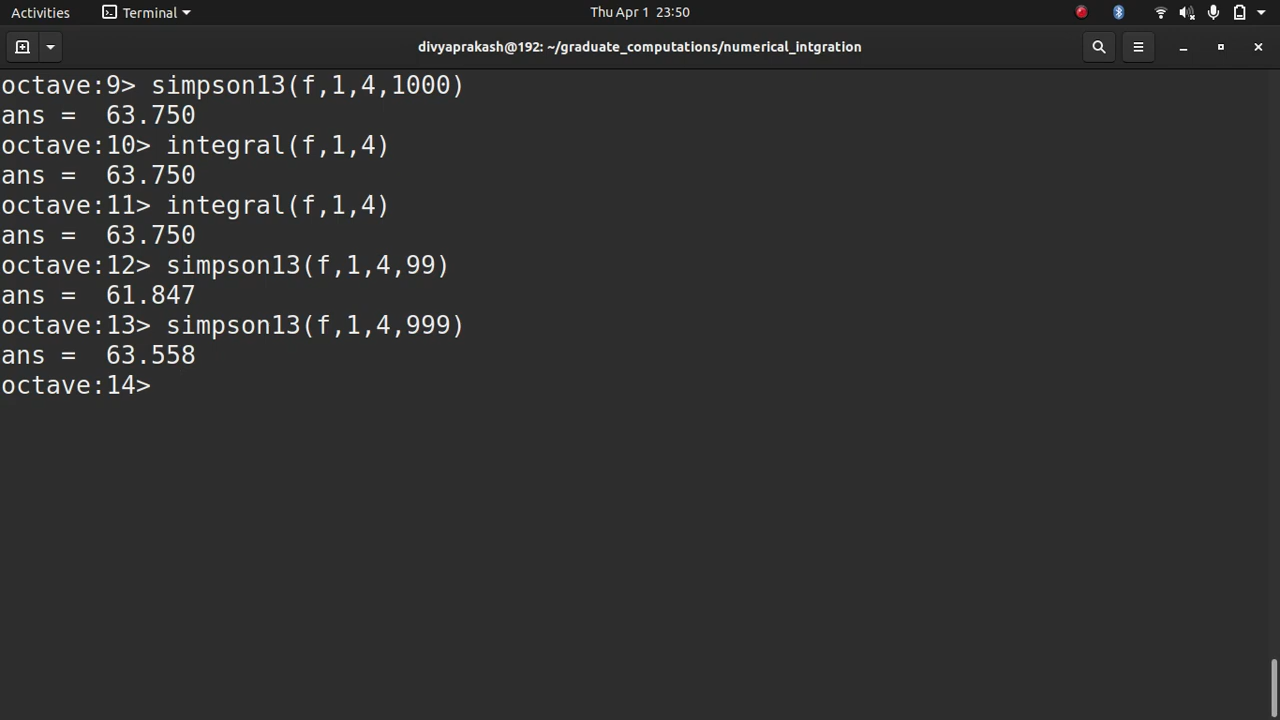 Activities Terminal Thu Apr 1 23:50
divyaprakash@192: ~/graduate_computations/numerical_intgration
octave:9> simpson13(f,1,4,1000)
ans =  63.750
octave:10> integral(f,1,4)
ans =  63.750
octave:11> integral(f,1,4)
ans =  63.750
octave:12> simpson13(f,1,4,99)
ans =  61.847
octave:13> simpson13(f,1,4,999)
ans =  63.558
octave:14>